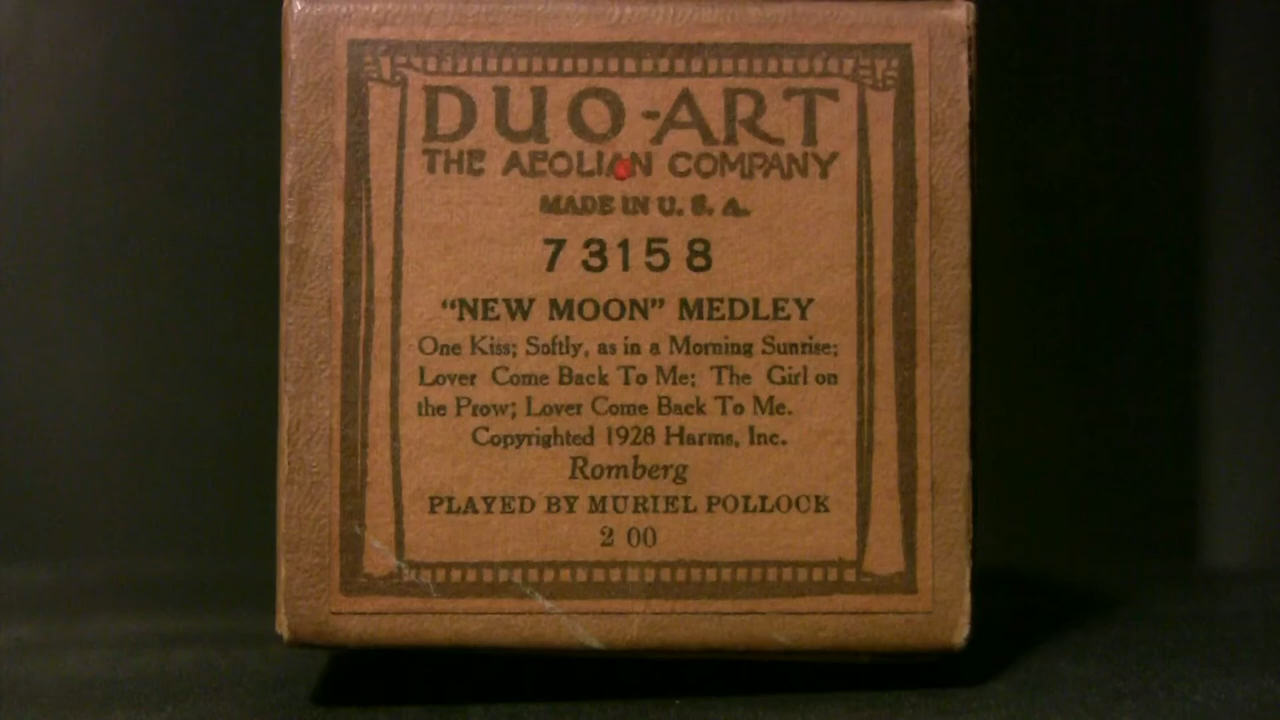 DUO-ART
THE AEOLIAN COMPANY
MADE IN U. S. A.
73158
“NEW MOON” MEDLEY
One Kiss; Softly, as in a Morning Sunrise;
Lover Come Back To Me; The Girl on
the Prow; Lover Come Back To Me.
Copyrighted 1928 Harms, Inc.
Romberg
PLAYED BY MURIEL POLLOCK
2 00